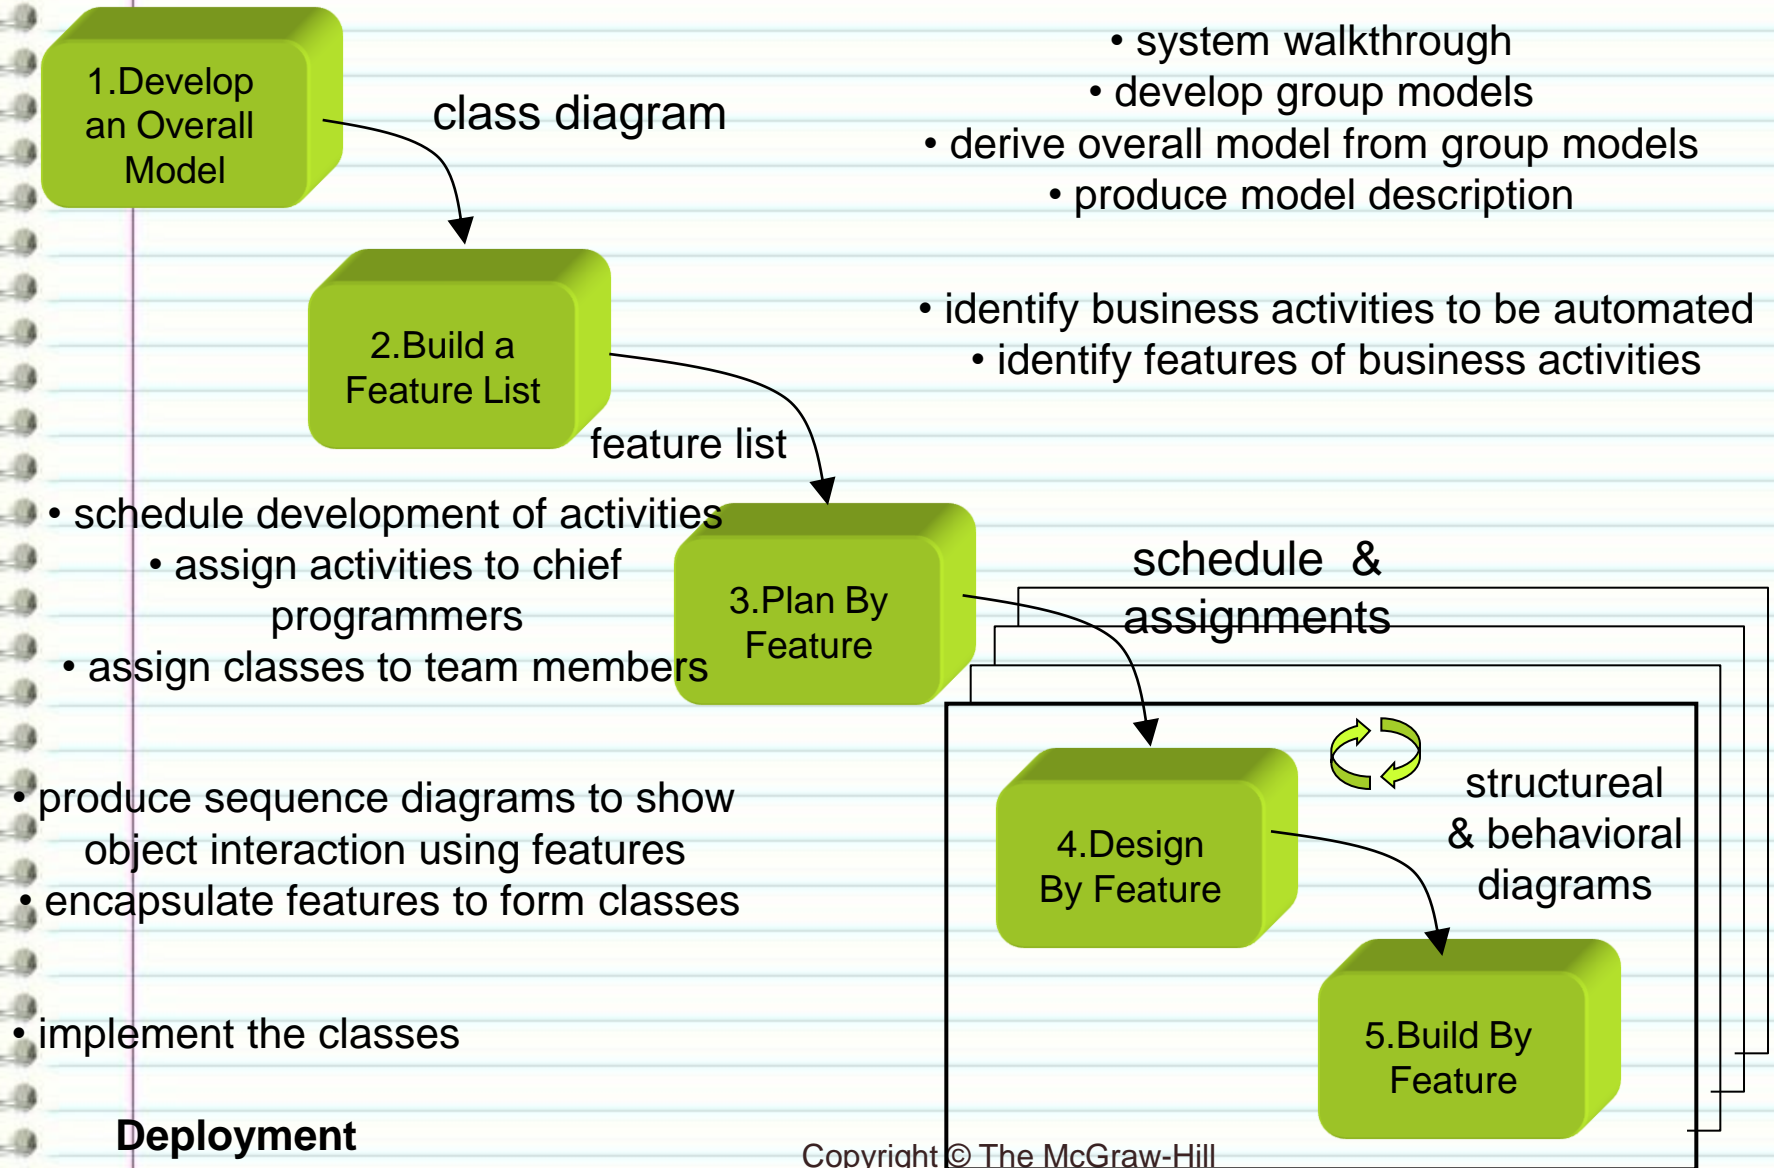 1.Develop
an Overall
Model
class diagram
• system walkthrough
• develop group models
• derive overall model from group models
• produce model description
2.Build a
Feature List
• identify business activities to be automated
• identify features of business activities
feature list
• schedule development of activities
• assign activities to chief
programmers
• assign classes to team members
3.Plan By
Feature
schedule &
assignments
• produce sequence diagrams to show
object interaction using features
• encapsulate features to form classes
4.Design
By Feature
structureal
& behavioral
diagrams
• implement the classes
5.Build By
Feature
Deployment
Copyright © The McGraw-Hill